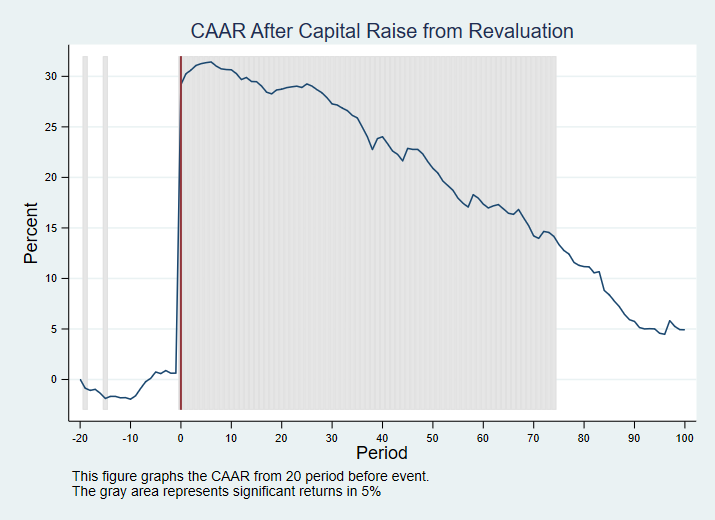 CAAR After Capital Raise from Revaluation
Percent
30
25
20
15
10
5
0
-20 -10 0 10 20 30 40 50 60 70 80 90 100
Period
This figure graphs the CAAR from 20 period before event.
The gray area represents significant returns in 5%